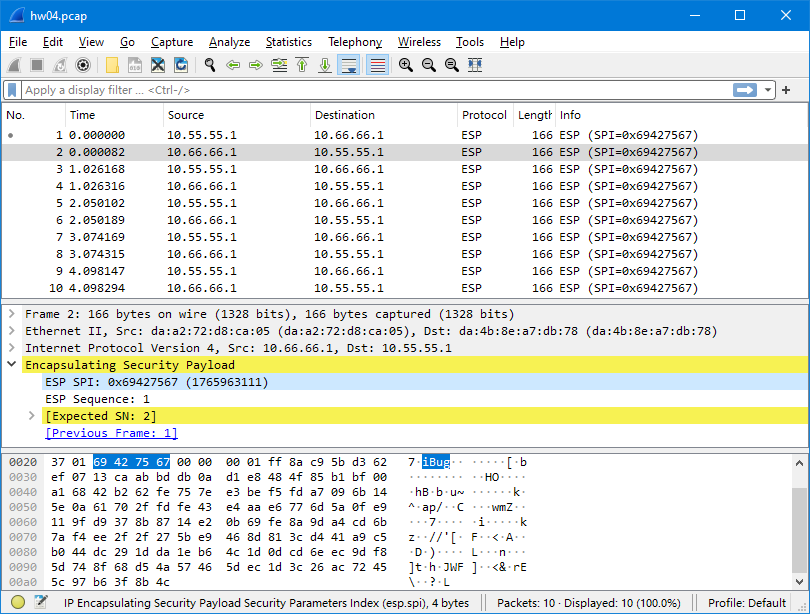 hw04.pcap
File Edit View Go Capture Analyze Statistics Telephony Wireless Tools Help
Apply a display filter ... <Ctrl-/>
No. Time Source Destination Protocol Length Info
1 0.000000 10.55.55.1 10.66.66.1 ESP 166 ESP (SPI=0x69427567)
2 0.000082 10.66.66.1 10.55.55.1 ESP 166 ESP (SPI=0x69427567)
3 1.026168 10.55.55.1 10.66.66.1 ESP 166 ESP (SPI=0x69427567)
4 1.026316 10.66.66.1 10.55.55.1 ESP 166 ESP (SPI=0x69427567)
5 2.050102 10.55.55.1 10.66.66.1 ESP 166 ESP (SPI=0x69427567)
6 2.050189 10.66.66.1 10.55.55.1 ESP 166 ESP (SPI=0x69427567)
7 3.074169 10.55.55.1 10.66.66.1 ESP 166 ESP (SPI=0x69427567)
8 3.074315 10.66.66.1 10.55.55.1 ESP 166 ESP (SPI=0x69427567)
9 4.098147 10.55.55.1 10.66.66.1 ESP 166 ESP (SPI=0x69427567)
10 4.098294 10.66.66.1 10.55.55.1 ESP 166 ESP (SPI=0x69427567)
Frame 2: 166 bytes on wire (1328 bits), 166 bytes captured (1328 bits)
Ethernet II, Src: da:a2:72:d8:ca:05 (da:a2:72:d8:ca:05), Dst: da:4b:8e:a7:db:78 (da:4b:8e:a7:db:78)
Internet Protocol Version 4, Src: 10.66.66.1, Dst: 10.55.55.1
Encapsulating Security Payload
ESP SPI: 0x69427567 (1765963111)
ESP Sequence: 1
[Expected SN: 2]
[Previous Frame: 1]
0020 37 01 69 42 75 67 00 00 00 01 ff 8a c9 5b d3 62 7·iBug·· ·····[·b
0030 ef 07 13 ca ab bd db 0a d1 e8 48 4f 85 b1 bf 00 ········ ··HO····
0040 a1 68 42 b2 62 fe 75 7e e3 be f5 fd a7 09 6b 14 ·hB·b·u~ ······k·
0050 5e 0a 61 70 2f fd fe 43 e4 aa e6 77 6d 5a 0f e9 ^·ap/··C ···wmZ··
0060 11 9f d9 37 8b 87 14 e2 0b 69 fe 8a 9d a4 cd 6b ···7···· ·i·····k
0070 7a f4 ee 2f 2f 27 5b e9 46 8d 81 3c d4 41 a9 c5 z··//'[· F··<·A··
0080 b0 44 dc 29 1d da 1e b6 4c 1d 0d cd 6e ec 9d f8 ·D·)···· L···n···
0090 5d 74 8f 68 d5 4a 57 46 5d ec 1d 3c 26 ac 72 45 ]t·h·JWF ]··<&·rE
00a0 5c 97 b6 3f 8b 4c \··?·L
IP Encapsulating Security Payload Security Parameters Index (esp.spi), 4 bytes Packets: 10 · Displayed: 10 (100.0%) Profile: Default